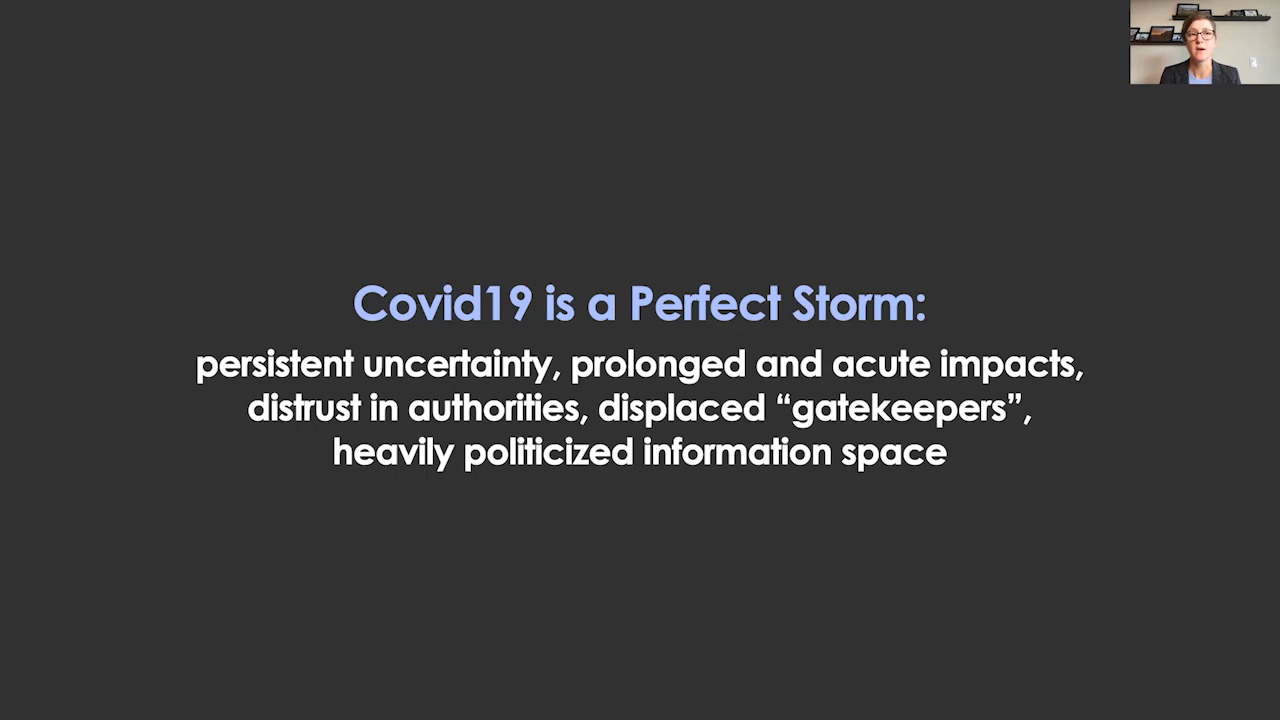 Covid19 is a Perfect Storm:
persistent uncertainty, prolonged and acute impacts,
distrust in authorities, displaced “gatekeepers”,
heavily politicized information space